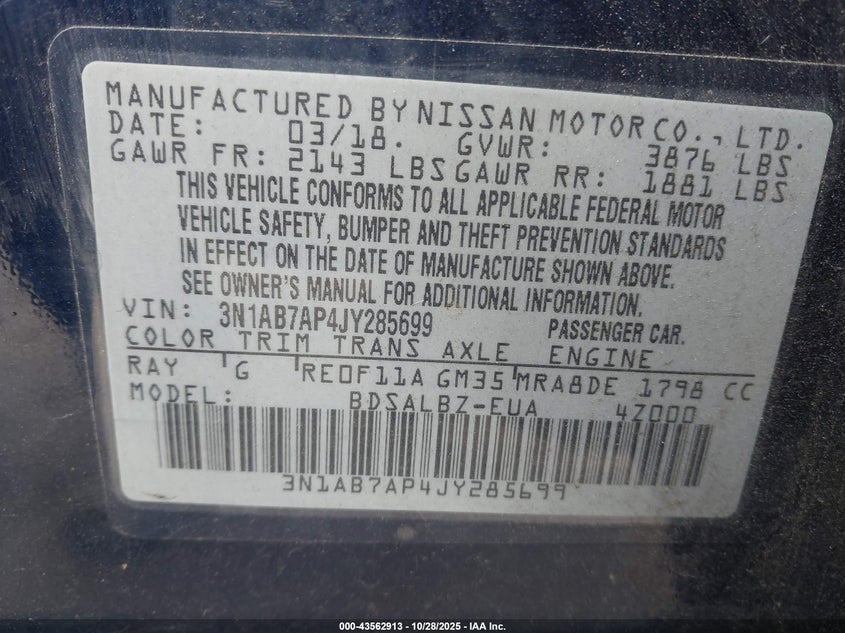 MANUFACTURED BY NISSAN MOTOR CO., LTD.
DATE: 03/18. GVWR: 3876 LBS
GAWR FR: 2143 LBS GAWR RR: 1881 LBS
THIS VEHICLE CONFORMS TO ALL APPLICABLE FEDERAL MOTOR
VEHICLE SAFETY, BUMPER AND THEFT PREVENTION STANDARDS
IN EFFECT ON THE DATE OF MANUFACTURE SHOWN ABOVE.
SEE OWNER'S MANUAL FOR ADDITIONAL INFORMATION.
VIN: 3N1AB7AP4JY285699 PASSENGER CAR.
COLOR TRIM TRANS AXLE ENGINE
RAY G RE0F11A GM35 MRA8DE 1798 CC
MODEL: BDSALBZ-EUA 4Z000
3N1AB7AP4JY285699
000-43562913 - 10/28/2025 - IAA Inc.